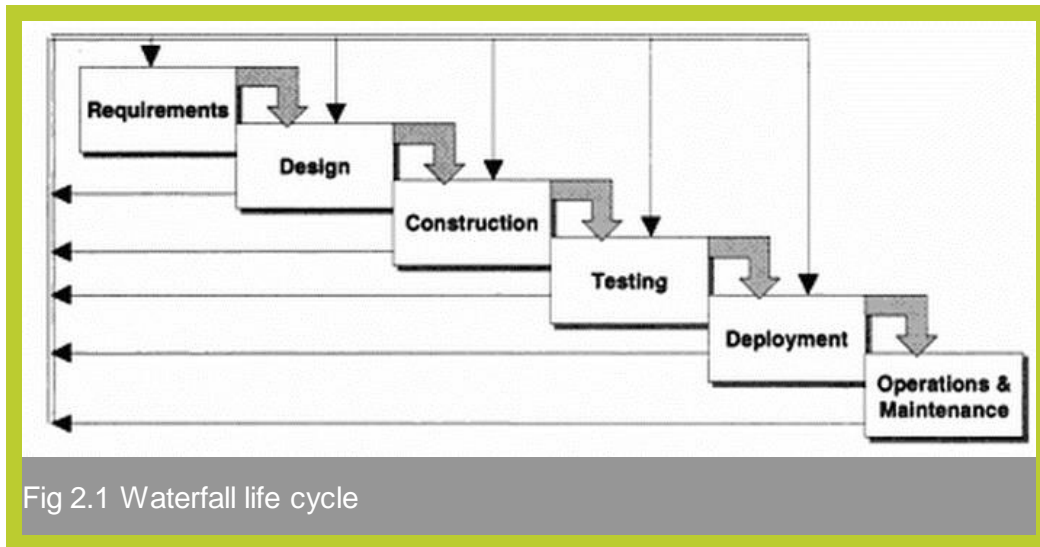 Requirements
Design
Construction
Testing
Deployment
Operations &
Maintenance
Fig 2.1 Waterfall life cycle